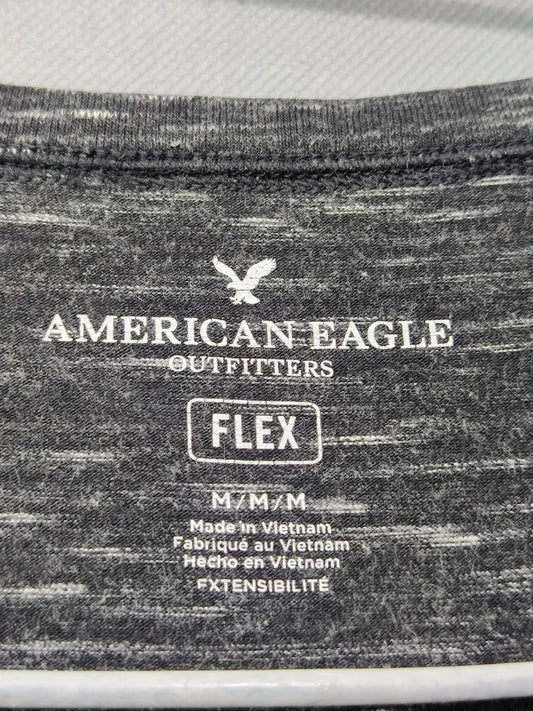 AMERICAN EAGLE
OUTFITTERS
FLEX
M/M/M
Made in Vietnam
Fabriqué au Vietnam
Hecho en Vietnam
FXTENSIBILITÉ